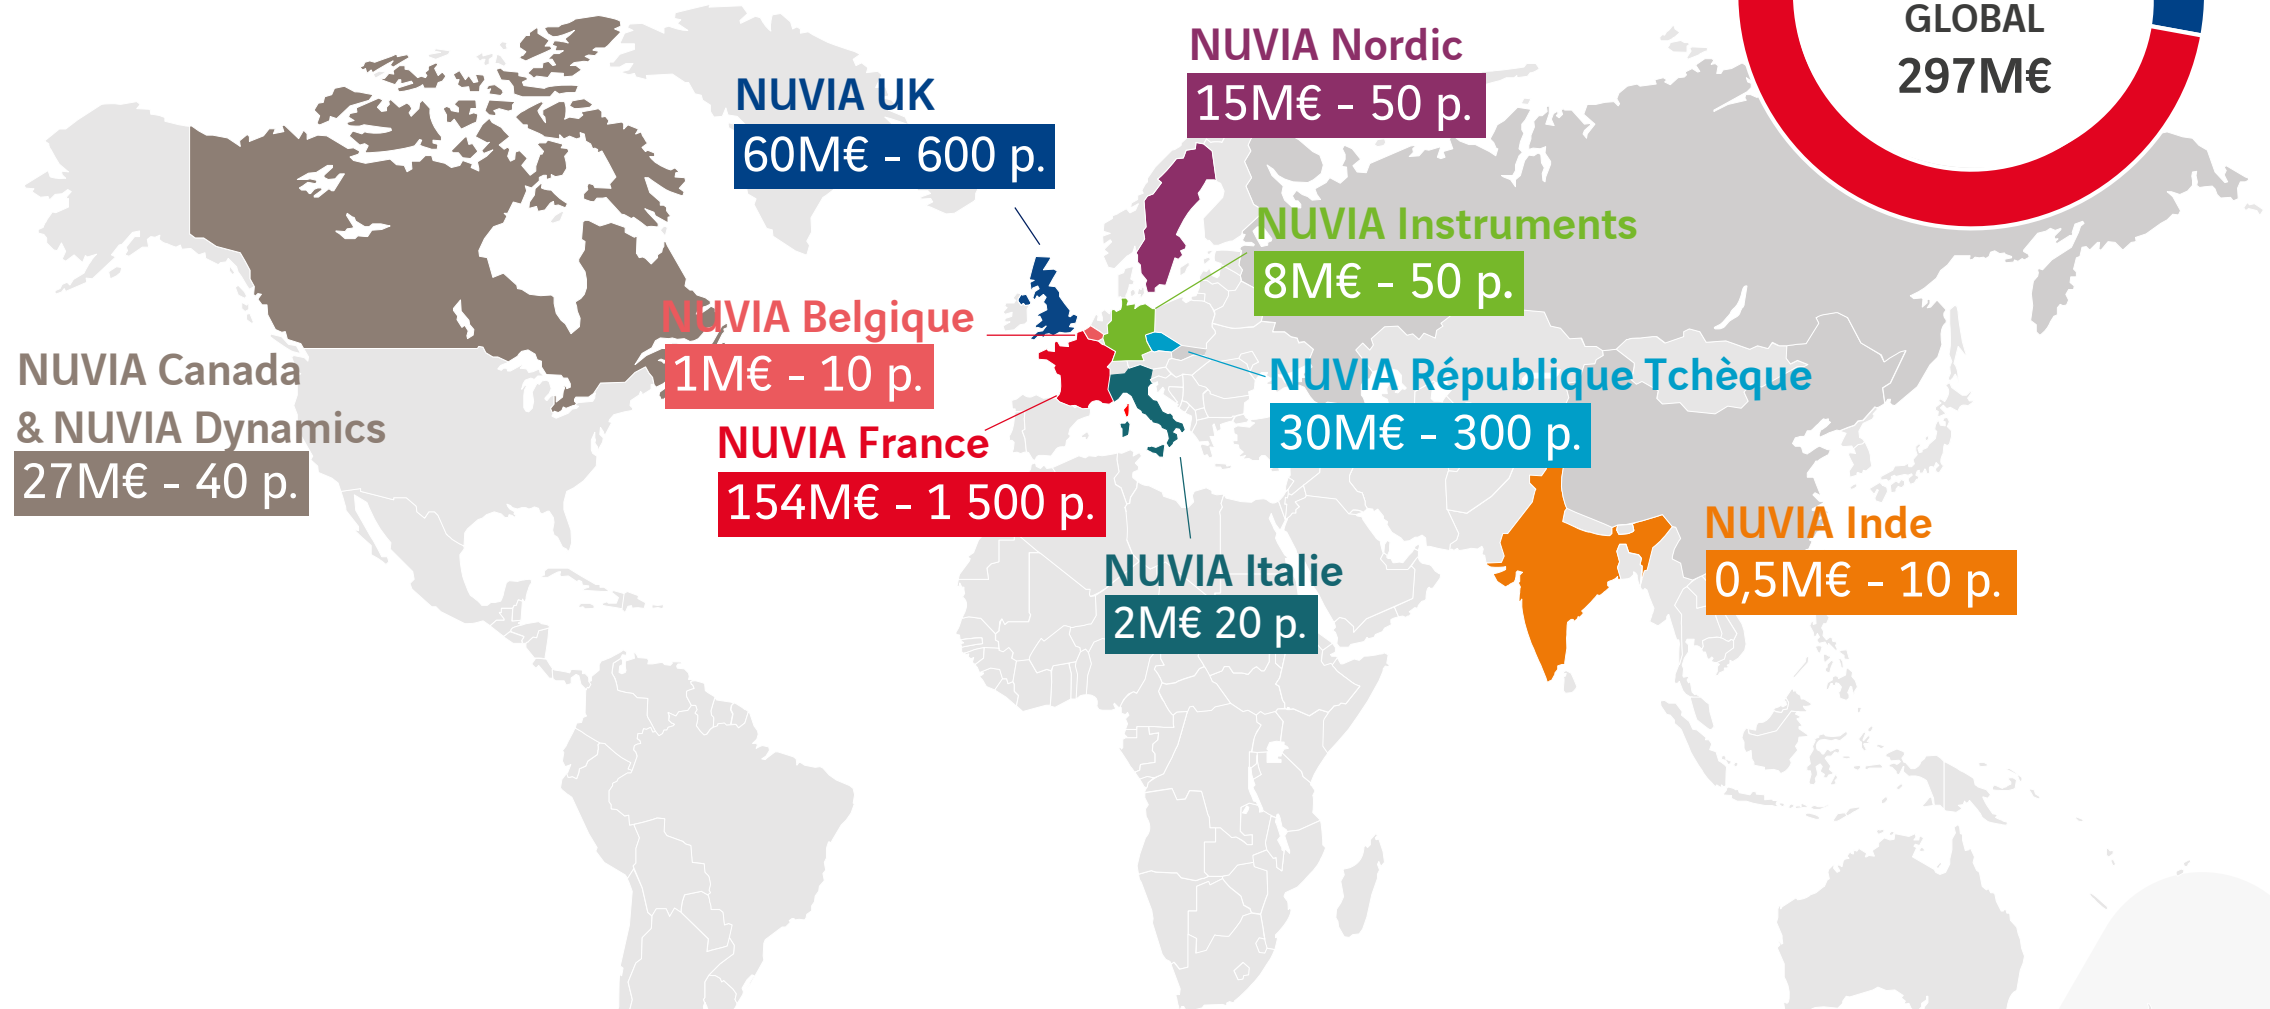 GLOBAL
297M€
NUVIA Nordic
15M€ - 50 p.
NUVIA UK
60M€ - 600 p.
NUVIA Instruments
8M€ - 50 p.
NUVIA Belgique
1M€ - 10 p.
NUVIA Canada
& NUVIA Dynamics
27M€ - 40 p.
NUVIA République Tchèque
30M€ - 300 p.
NUVIA France
154M€ - 1 500 p.
NUVIA Inde
0,5M€ - 10 p.
NUVIA Italie
2M€ 20 p.